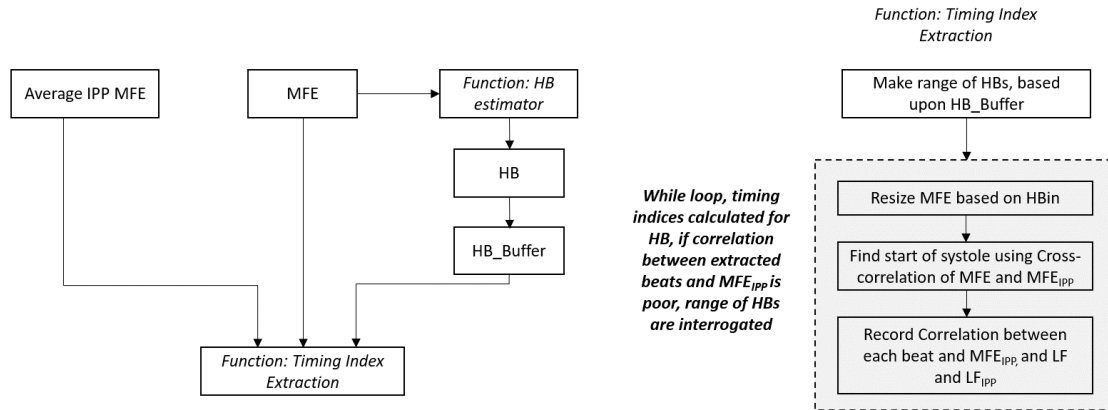 Function: Timing Index
Extraction
Average IPP MFE
MFE
Function: HB
estimator
HB
HB_Buffer
Function: Timing Index
Extraction
Make range of HBs, based
upon HB_Buffer
While loop, timing
indices calculated for
HB, if correlation
between extracted
beats and MFEIPP is
poor, range of HBs
are interrogated
Resize MFE based on HBin
Find start of systole using Cross-
correlation of MFE and MFEIPP
Record Correlation between
each beat and MFEIPP, and LF
and LFIPP